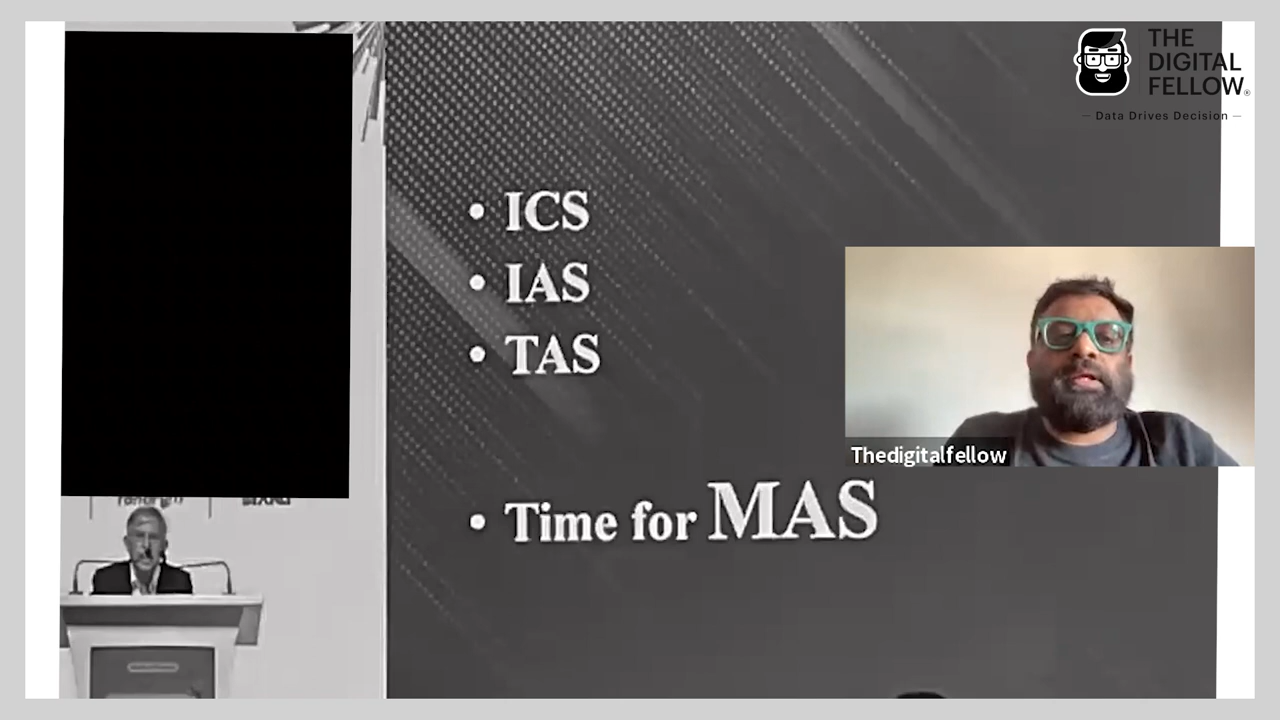 THE
DIGITAL
FELLOW®
— Data Drives Decision —
• ICS
• IAS
• TAS
• Time for MAS
Thedigitalfellow